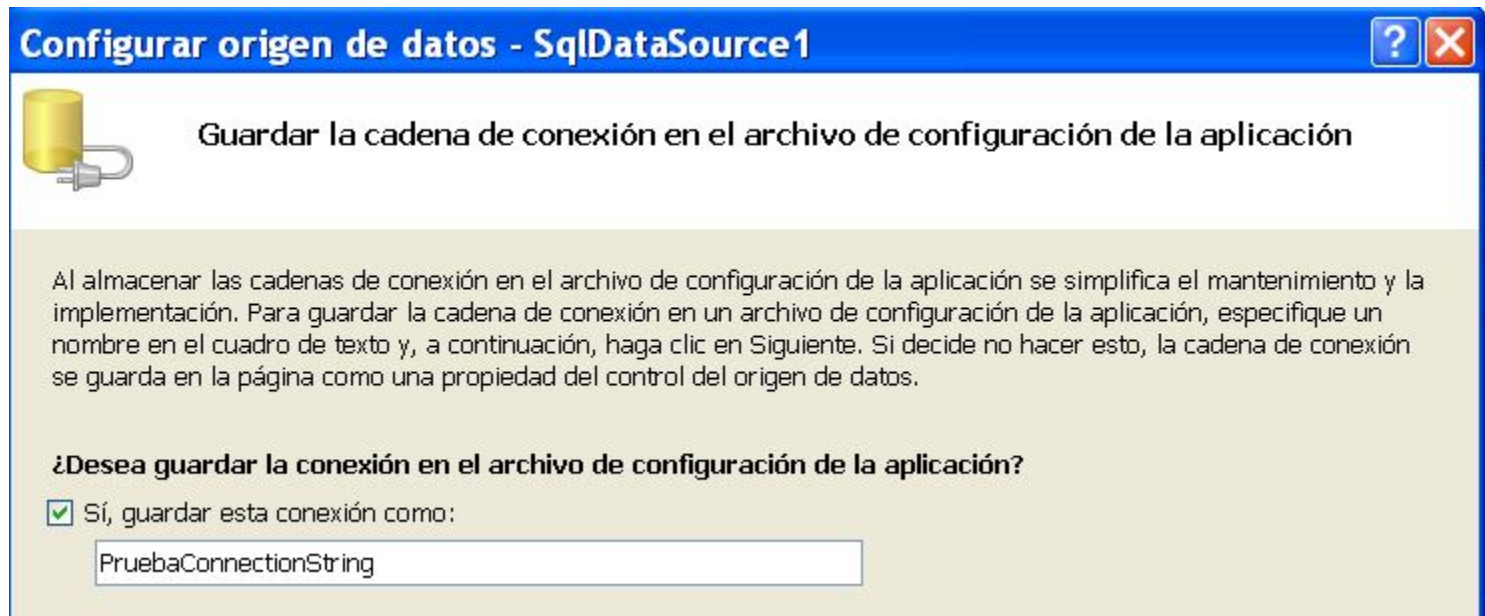 Configurar origen de datos - SqlDataSource1
Guardar la cadena de conexión en el archivo de configuración de la aplicación
Al almacenar las cadenas de conexión en el archivo de configuración de la aplicación se simplifica el mantenimiento y la
implementación. Para guardar la cadena de conexión en un archivo de configuración de la aplicación, especifique un
nombre en el cuadro de texto y, a continuación, haga clic en Siguiente. Si decide no hacer esto, la cadena de conexión
se guarda en la página como una propiedad del control del origen de datos.
¿Desea guardar la conexión en el archivo de configuración de la aplicación?
Sí, guardar esta conexión como:
PruebaConnectionString